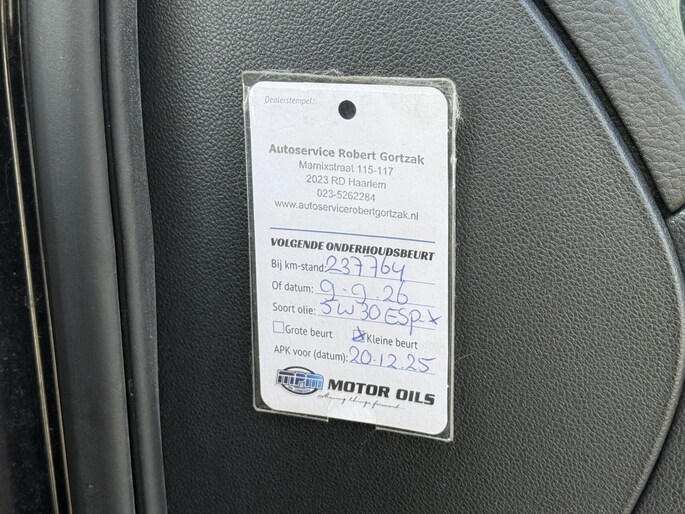 Dealerstempel:
Autoservice Robert Gortzak
Marnixstraat 115-117
2023 RD Haarlem
023-5262284
www.autoservicerobertgortzak.nl
VOLGENDE ONDERHOUDSBEURT
Bij km-stand: 237764
Of datum: 9.9.26
Soort olie: 5W30 ESP x
Grote beurt Kleine beurt
APK voor (datum): 20.12.25
MPM MOTOR OILS